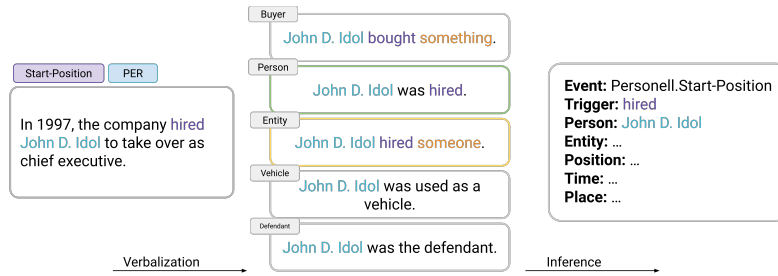 Start-Position
PER
In 1997, the company hired
John D. Idol to take over as
chief executive.
Buyer
John D. Idol bought something.
Person
John D. Idol was hired.
Entity
John D. Idol hired someone.
Vehicle
John D. Idol was used as a
vehicle.
Defendant
John D. Idol was the defendant.
Event: Personell.Start-Position
Trigger: hired
Person: John D. Idol
Entity: ...
Position: ...
Time: ...
Place: ...
Verbalization
Inference